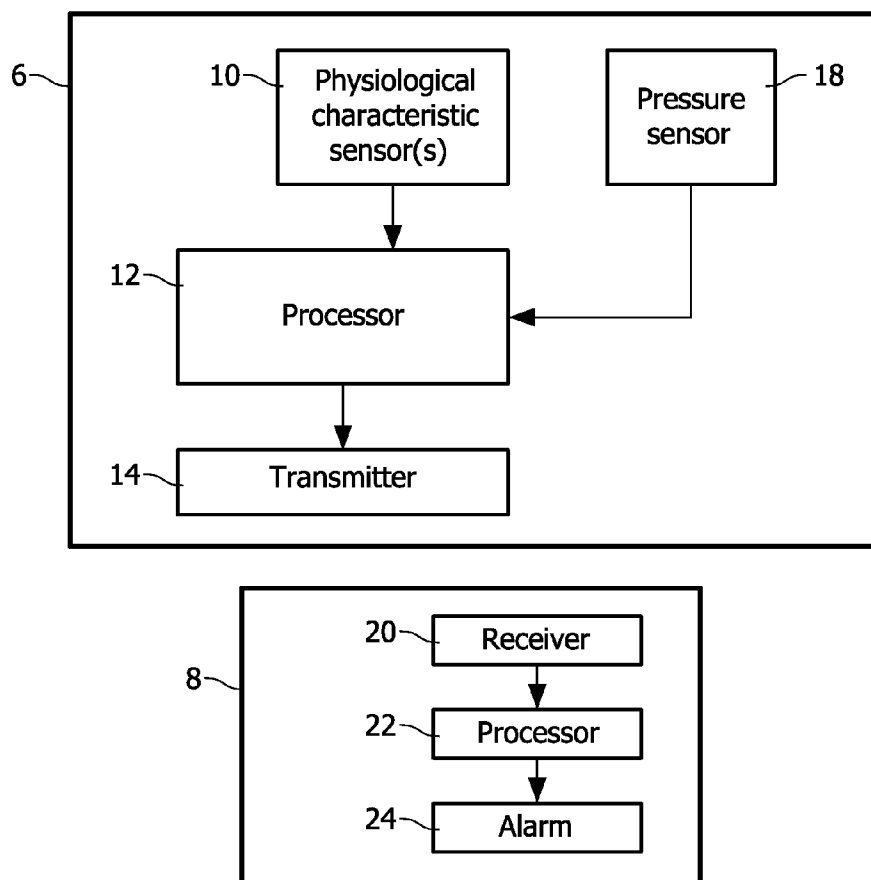 6
10
Physiological
characteristic
sensor(s)
Pressure
sensor
18
12
Processor
14
Transmitter
20
Receiver
8
22
Processor
24
Alarm